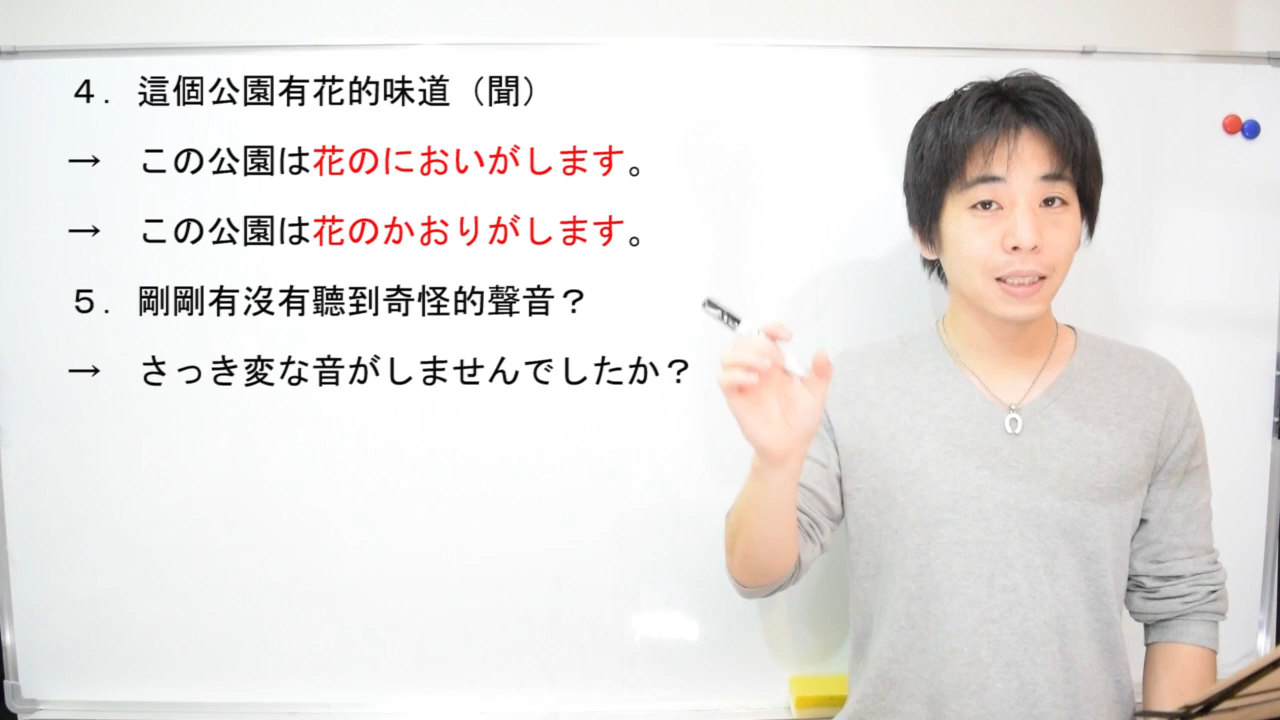 ４．這個公園有花的味道（聞）
→　この公園は花のにおいがします。
→　この公園は花のかおりがします。
５．剛剛有沒有聽到奇怪的聲音？
→　さっき変な音がしませんでしたか？